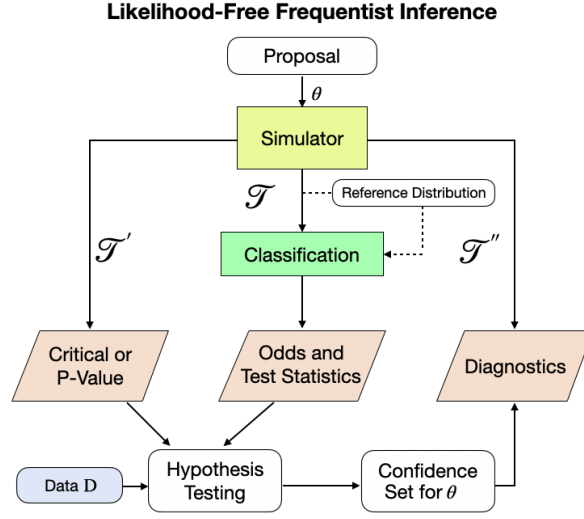 Likelihood-Free Frequentist Inference
Proposal
θ
Simulator
𝒯
Reference Distribution
𝒯′
Classification
𝒯″
Critical or
P-Value
Odds and
Test Statistics
Diagnostics
Data D
Hypothesis
Testing
Confidence
Set for θ